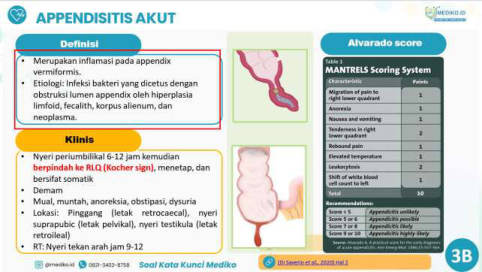 APPENDISITIS AKUT
MEDIKO.ID
Definisi
• Merupakan inflamasi pada appendix
vermiformis.
• Etiologi: Infeksi bakteri yang dicetus dengan
obstruksi lumen appendix oleh hiperplasia
limfoid, fecalith, korpus alienum, dan
neoplasma.
Klinis
• Nyeri periumbilikal 6-12 jam kemudian
berpindah ke RLQ (Kocher sign), menetap, dan
bersifat somatik
• Demam
• Mual, muntah, anoreksia, obstipasi, dysuria
• Lokasi: Pinggang (letak retrocaecal), nyeri
suprapubic (letak pelvikal), nyeri testikula (letak
retroileal)
• RT: Nyeri tekan arah jam 9-12
Alvarado score
Table 1
MANTRELS Scoring System
Characteristic Points
Migration of pain to
right lower quadrant 1
Anorexia 1
Nausea and vomiting 1
Tenderness in right
lower quadrant 2
Rebound pain 1
Elevated temperature 1
Leukocytosis 2
Shift of white blood
cell count to left 1
Total 10
Recommendations:
Score < 5 Appendicitis unlikely
Score 5 or 6 Appendicitis possible
Score 7 or 8 Appendicitis likely
Score 9 or 10 Appendicitis highly likely
3B
@mediko.id
Soal Kata Kunci Mediko
(Di Saverio et al., 2020) Hal 2